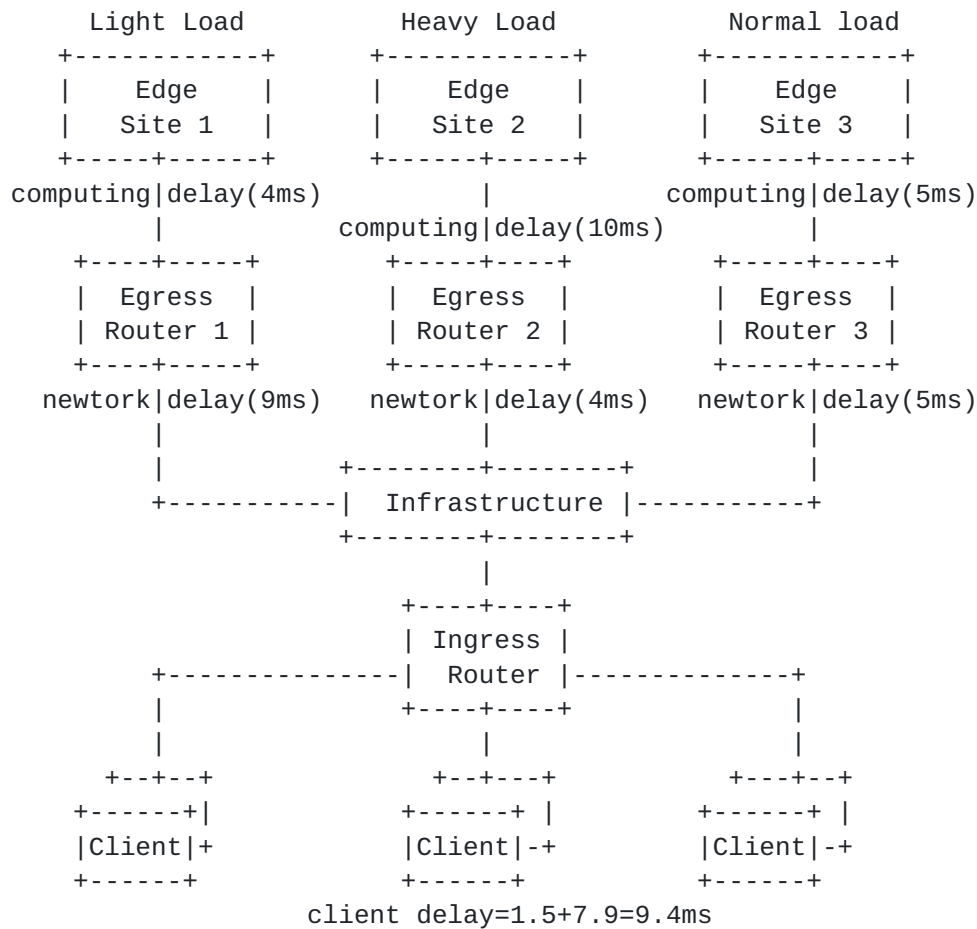 Light Load Heavy Load Normal load
Edge Edge Edge
Site 1 Site 2 Site 3
computing delay(4ms) computing delay(5ms)
computing delay(10ms)
Egress Egress Egress
Router 1 Router 2 Router 3
newtork delay(9ms) newtork delay(4ms) newtork delay(5ms)
Infrastructure
Ingress
Router
Client Client Client
client delay=1.5+7.9=9.4ms